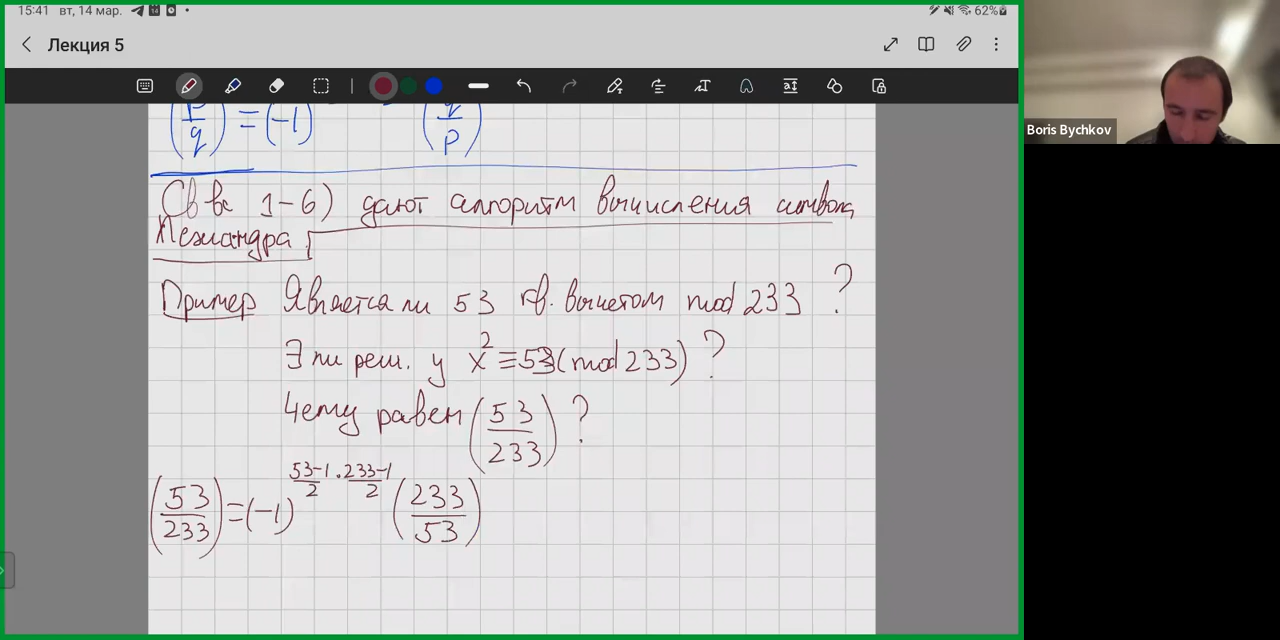 15:41 вт, 14 мар.
62%
Лекция 5
Boris Bychkov
(p/q) = (-1) (q/p)
Св-ва 1-6) дают алгоритм вычисления символа
Лежандра.
Пример Является ли 53 кв. вычетом mod 233 ?
∃ ли реш. у x² ≡ 53 (mod 233) ?
Чему равен (53/233) ?
(53/233) = (-1)^(53-1)/2 · (233-1)/2 (233/53)